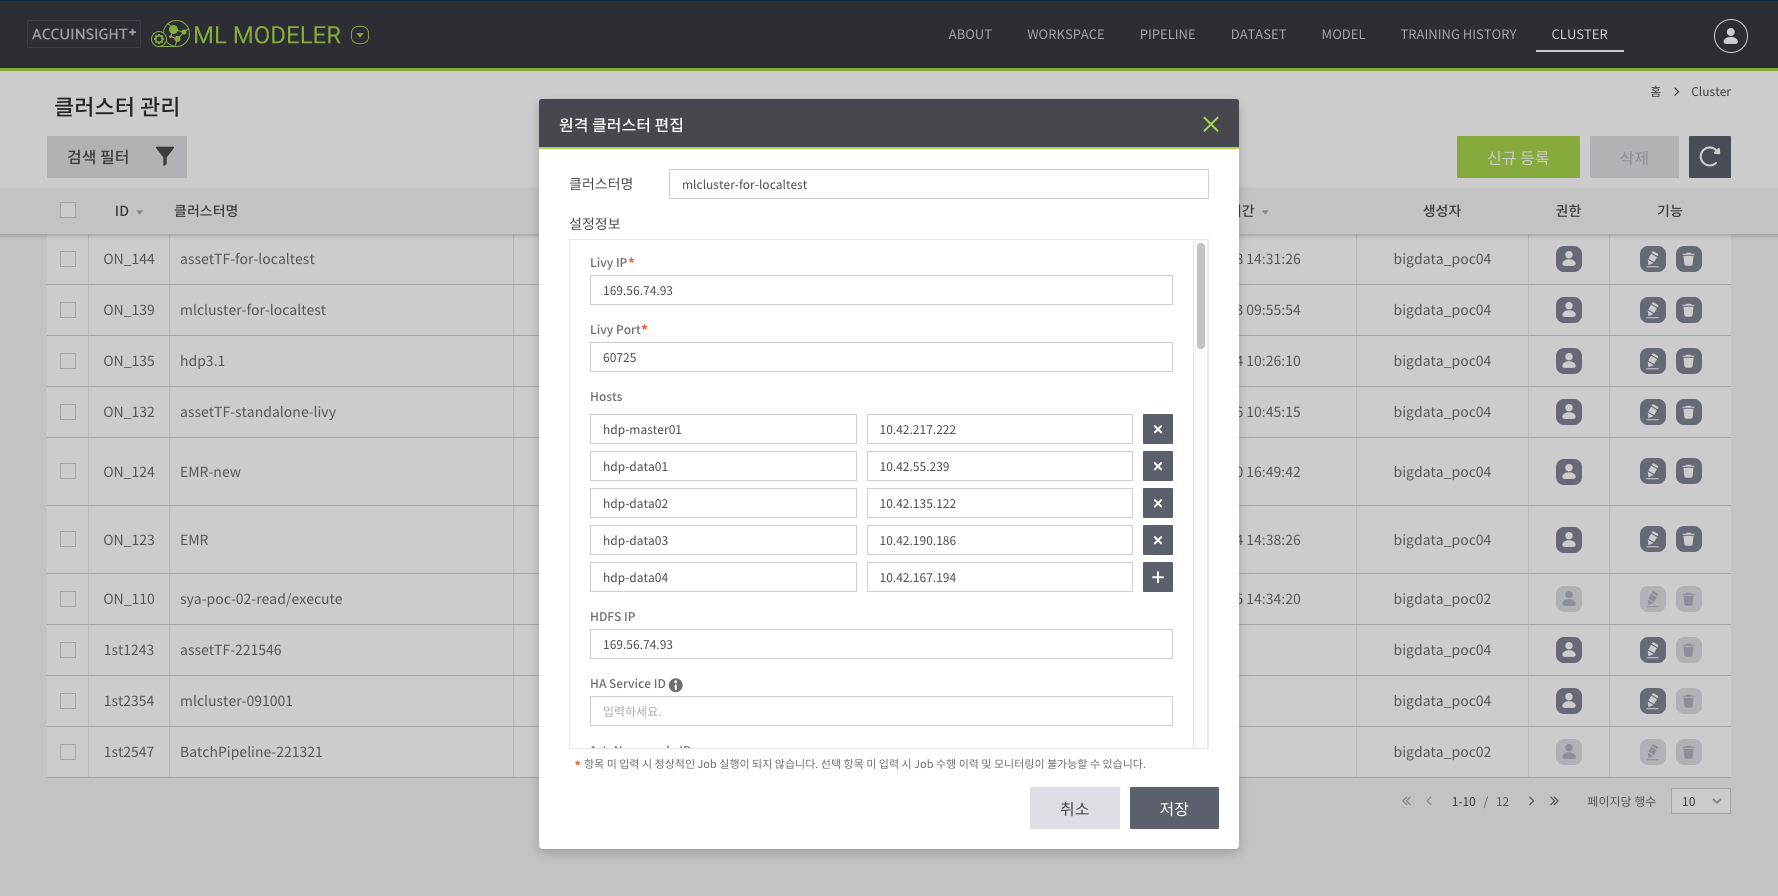 ACCUINSIGHT+ ML MODELER ABOUT WORKSPACE PIPELINE DATASET MODEL TRAINING HISTORY CLUSTER
클러스터 관리
홈 > Cluster
검색 필터
신규 등록 삭제
ID 클러스터명 생성자 권한 기능
ON_144 assetTF-for-localtest 14:31:26 bigdata_poc04
ON_139 mlcluster-for-localtest 09:55:54 bigdata_poc04
ON_135 hdp3.1 10:26:10 bigdata_poc04
ON_132 assetTF-standalone-livy 10:45:15 bigdata_poc04
ON_124 EMR-new 16:49:42 bigdata_poc04
ON_123 EMR 14:38:26 bigdata_poc04
ON_110 sya-poc-02-read/execute 14:34:20 bigdata_poc02
1st1243 assetTF-221546 bigdata_poc04
1st2354 mlcluster-091001 bigdata_poc04
1st2547 BatchPipeline-221321 bigdata_poc02
1-10 / 12 페이지당 행수 10
원격 클러스터 편집
클러스터명 mlcluster-for-localtest
설정정보
Livy IP*
169.56.74.93
Livy Port*
60725
Hosts
hdp-master01 10.42.217.222
hdp-data01 10.42.55.239
hdp-data02 10.42.135.122
hdp-data03 10.42.190.186
hdp-data04 10.42.167.194
HDFS IP
169.56.74.93
HA Service ID
입력하세요.
* 항목 미 입력 시 정상적인 Job 실행이 되지 않습니다. 선택 항목 미 입력 시 Job 수행 이력 및 모니터링이 불가능할 수 있습니다.
취소 저장